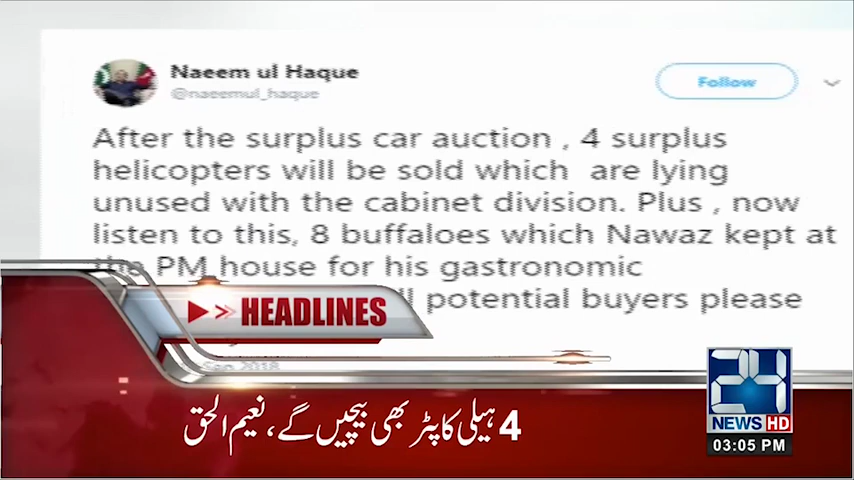 Naeem ul Haque
@naeemul_haque
Follow
After the surplus car auction , 4 surplus
helicopters will be sold which are lying
unused with the cabinet division. Plus , now
listen to this, 8 buffaloes which Nawaz kept at
the PM house for his gastronomic
potential buyers please
Sep 2018
HEADLINES
4 ہیلی کاپٹر بھی بیچیں گے، نعیم الحق
24
NEWS HD
03:05 PM